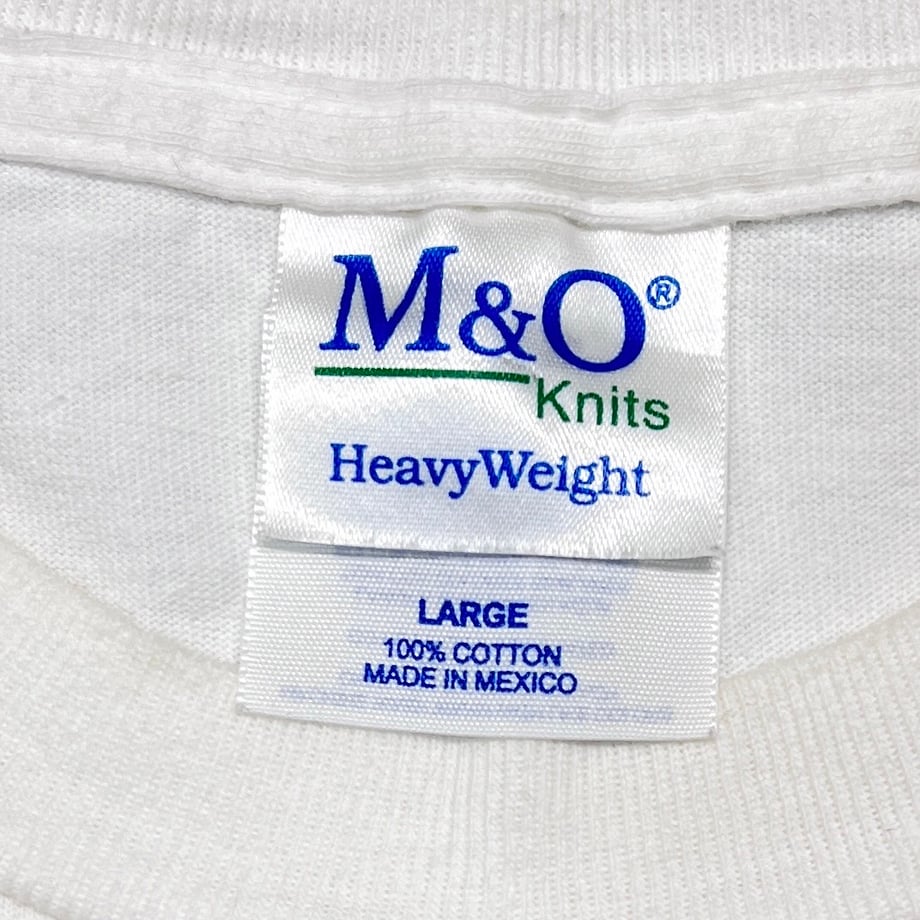 M&O®
Knits
HeavyWeight
LARGE
100% COTTON
MADE IN MEXICO